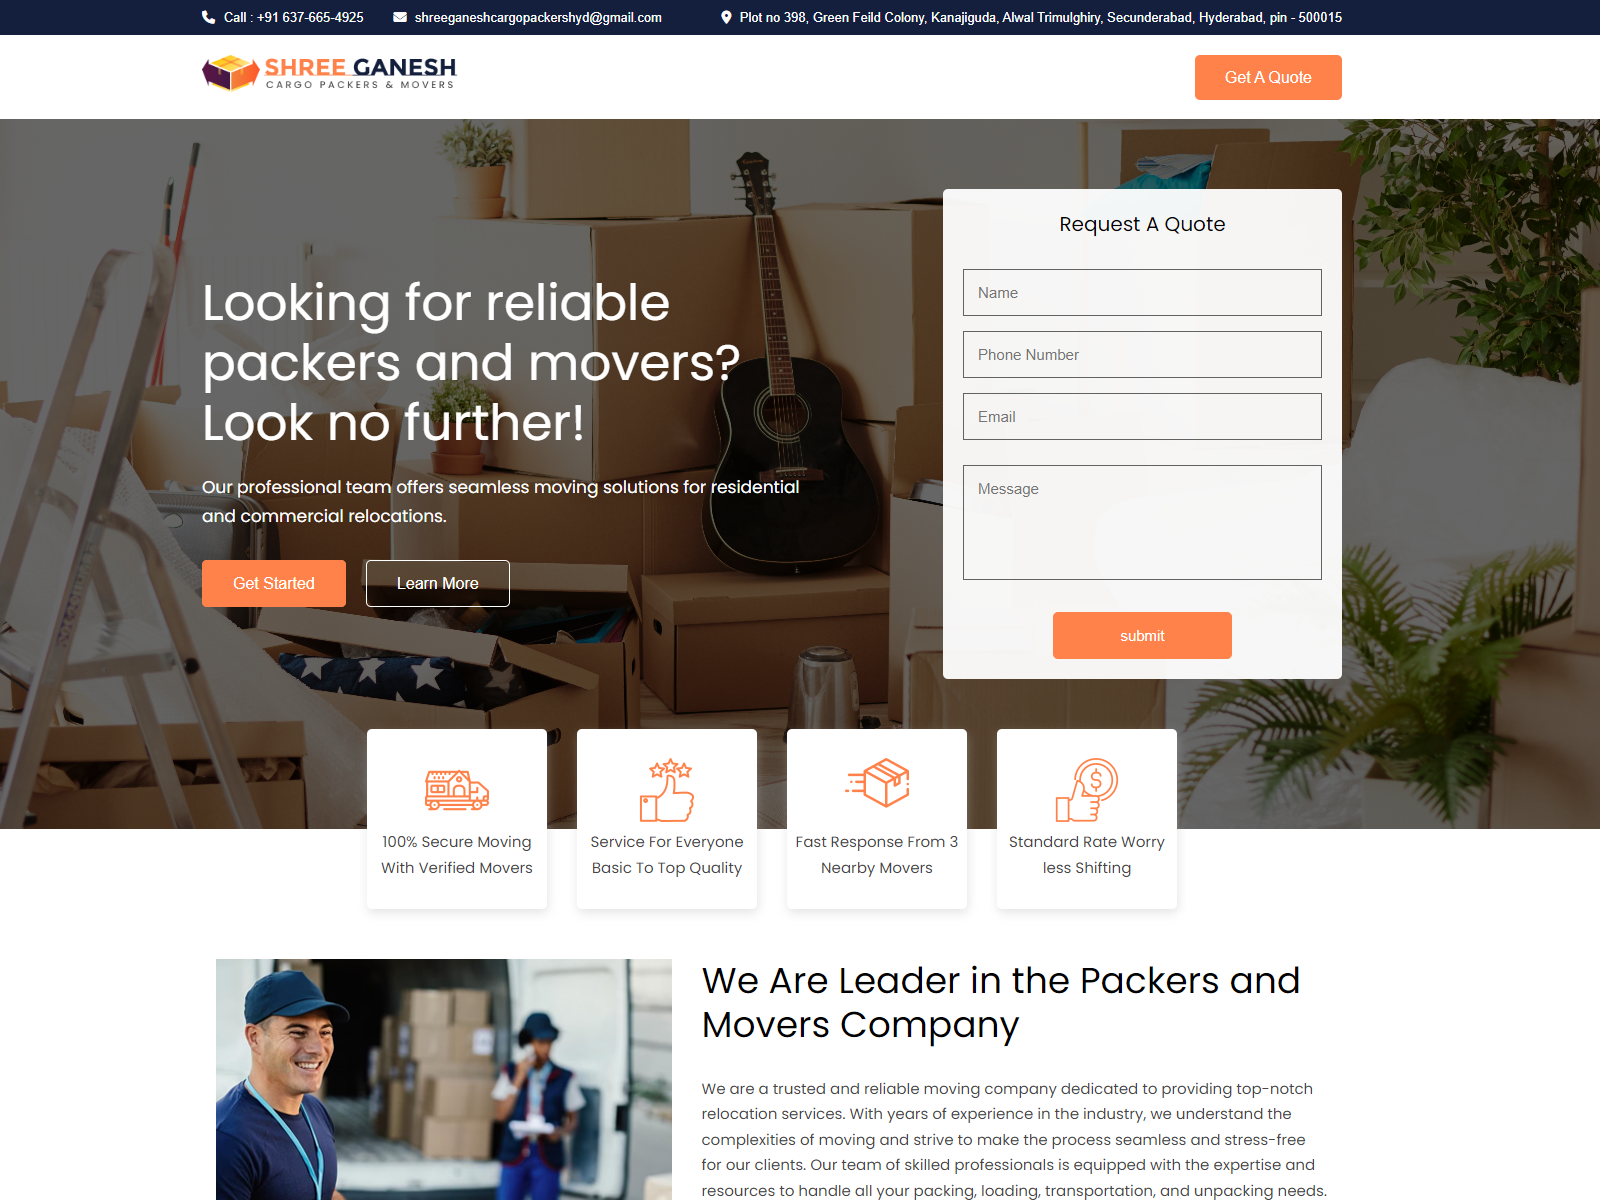 Call : +91 637-665-4925
shreeganeshcargopackershyd@gmail.com
Plot no 398, Green Feild Colony, Kanajiguda, Alwal Trimulghiry, Secunderabad, Hyderabad, pin - 500015
SHREE GANESH
CARGO PACKERS & MOVERS
Get A Quote
Looking for reliable
packers and movers?
Look no further!
Our professional team offers seamless moving solutions for residential
and commercial relocations.
Get Started
Learn More
Request A Quote
Name
Phone Number
Email
Message
submit
100% Secure Moving
With Verified Movers
Service For Everyone
Basic To Top Quality
Fast Response From 3
Nearby Movers
Standard Rate Worry
less Shifting
We Are Leader in the Packers and
Movers Company
We are a trusted and reliable moving company dedicated to providing top-notch
relocation services. With years of experience in the industry, we understand the
complexities of moving and strive to make the process seamless and stress-free
for our clients. Our team of skilled professionals is equipped with the expertise and
resources to handle all your packing, loading, transportation, and unpacking needs.